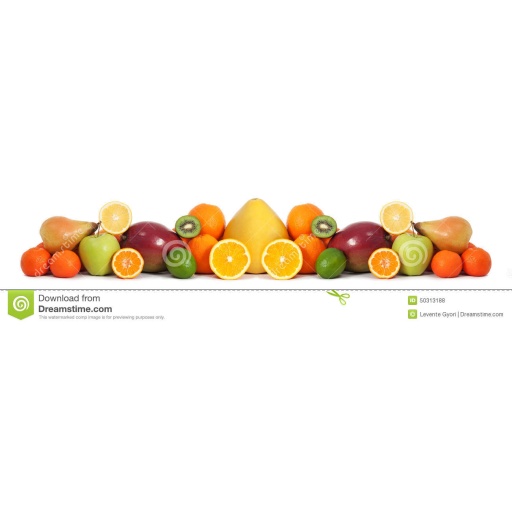 Download from
Dreamstime.com
This watermarked comp image is for previewing purposes only.
50313188
Levente Gyori | Dreamstime.com